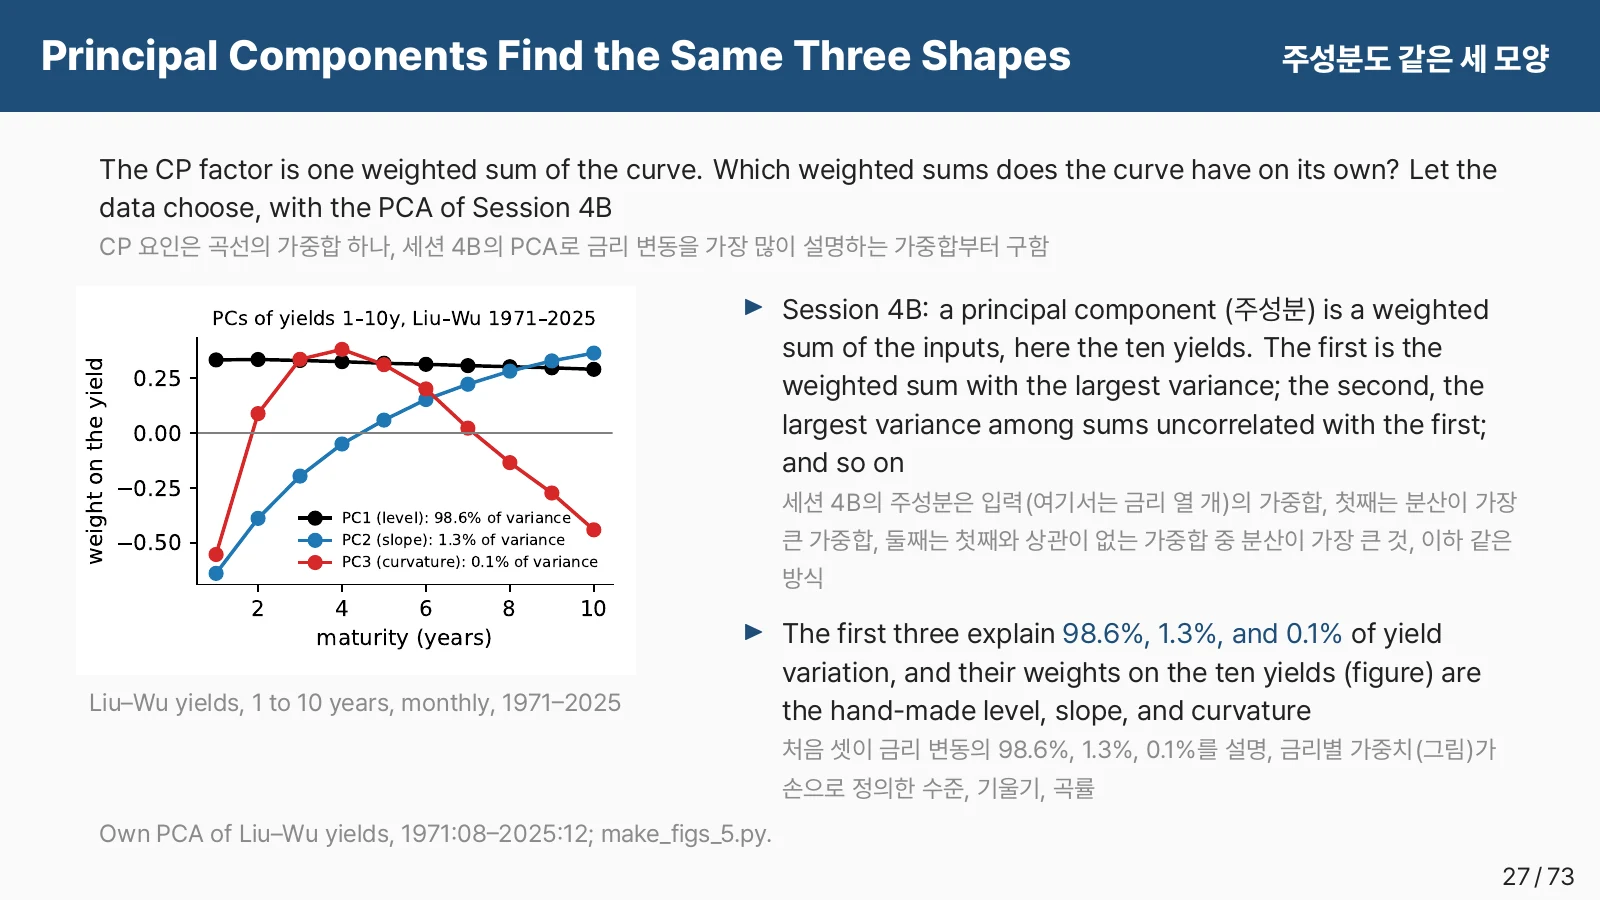 Principal Components Find the Same Three Shapes
주성분도 같은 세 모양
The CP factor is one weighted sum of the curve. Which weighted sums does the curve have on its own? Let the
data choose, with the PCA of Session 4B
CP 요인은 곡선의 가중합 하나, 세션 4B의 PCA로 금리 변동을 가장 많이 설명하는 가중합부터 구함
PCs of yields 1–10y, Liu–Wu 1971–2025
weight on the yield
0.25
0.00
−0.25
−0.50
PC1 (level): 98.6% of variance
PC2 (slope): 1.3% of variance
PC3 (curvature): 0.1% of variance
2 4 6 8 10
maturity (years)
Liu–Wu yields, 1 to 10 years, monthly, 1971–2025
Session 4B: a principal component (주성분) is a weighted
sum of the inputs, here the ten yields. The first is the
weighted sum with the largest variance; the second, the
largest variance among sums uncorrelated with the first;
and so on
세션 4B의 주성분은 입력(여기서는 금리 열 개)의 가중합, 첫째는 분산이 가장
큰 가중합, 둘째는 첫째와 상관이 없는 가중합 중 분산이 가장 큰 것, 이하 같은
방식
The first three explain 98.6%, 1.3%, and 0.1% of yield
variation, and their weights on the ten yields (figure) are
the hand-made level, slope, and curvature
처음 셋이 금리 변동의 98.6%, 1.3%, 0.1%를 설명, 금리별 가중치(그림)가
손으로 정의한 수준, 기울기, 곡률
Own PCA of Liu–Wu yields, 1971:08–2025:12; make_figs_5.py.
27 / 73